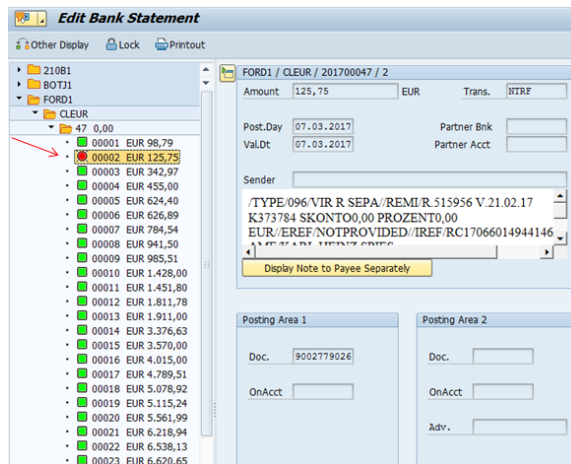 Edit Bank Statement
Other Display Lock Printout
210B1
BOTJ1
FORD1
CLEUR
47 0,00
00001 EUR 98,79
00002 EUR 125,75
00003 EUR 342,97
00004 EUR 455,00
00005 EUR 624,40
00006 EUR 626,89
00007 EUR 784,54
00008 EUR 941,50
00009 EUR 985,51
00010 EUR 1.428,00
00011 EUR 1.451,80
00012 EUR 1.811,78
00013 EUR 1.911,00
00014 EUR 3.376,63
00015 EUR 3.570,00
00016 EUR 4.015,00
00017 EUR 4.789,51
00018 EUR 5.078,92
00019 EUR 5.115,24
00020 EUR 5.561,99
00021 EUR 6.218,94
00022 EUR 6.538,13
00023 EUR 6.620,65
FORD1 / CLEUR / 201700047 / 2
Amount 125,75 EUR Trans. NTRF
Post.Day 07.03.2017 Partner Bnk
Val.Dt 07.03.2017 Partner Acct
Sender
/TYPE/096/VIR R SEPA//REMI/R.515956 V.21.02.17
K373784 SKONTO0,00 PROZENT0,00
EUR//EREF/NOTPROVIDED//IREF/RC17066014944146
AME/KARL HEINZ SPIES
Display Note to Payee Separately
Posting Area 1 Posting Area 2
Doc. 9002779026 Doc.
OnAcct OnAcct
Adv.